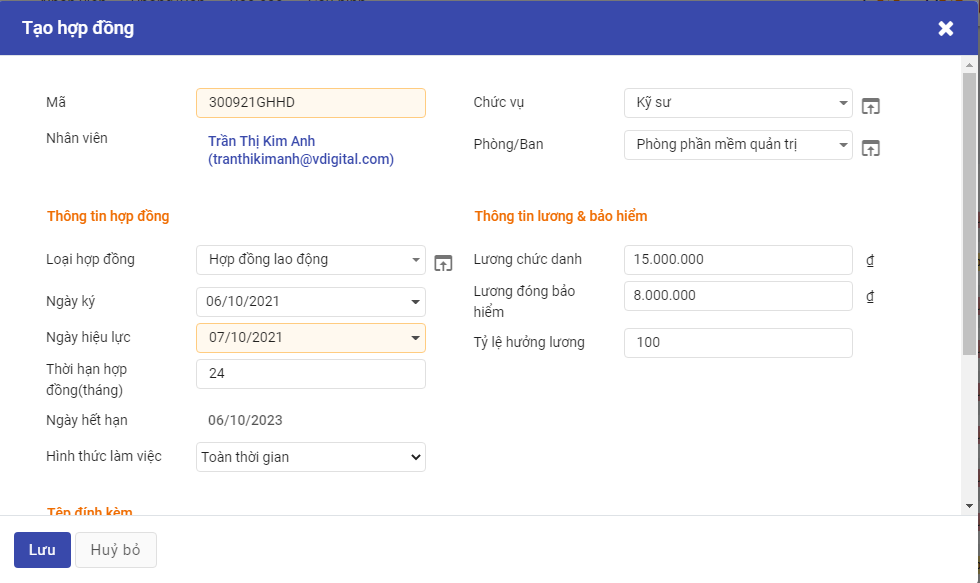 Tạo hợp đồng
Mã
300921GHHD
Chức vụ
Kỹ sư
Nhân viên
Trần Thị Kim Anh
(tranthikimanh@vdigital.com)
Phòng/Ban
Phòng phần mềm quản trị
Thông tin hợp đồng
Thông tin lương & bảo hiểm
Loại hợp đồng
Hợp đồng lao động
Lương chức danh
15.000.000
₫
Ngày ký
06/10/2021
Lương đóng bảo
hiểm
8.000.000
₫
Ngày hiệu lực
07/10/2021
Tỷ lệ hưởng lương
100
Thời hạn hợp
đồng(tháng)
24
Ngày hết hạn
06/10/2023
Hình thức làm việc
Toàn thời gian
Tệp đính kèm
Lưu
Huỷ bỏ